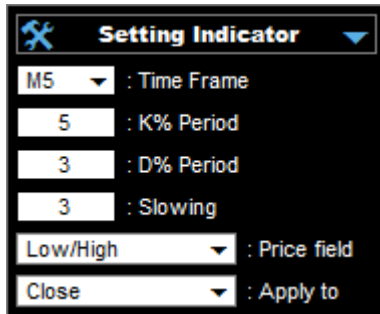 Setting Indicator
M5 : Time Frame
5 : K% Period
3 : D% Period
3 : Slowing
Low/High : Price field
Close : Apply to